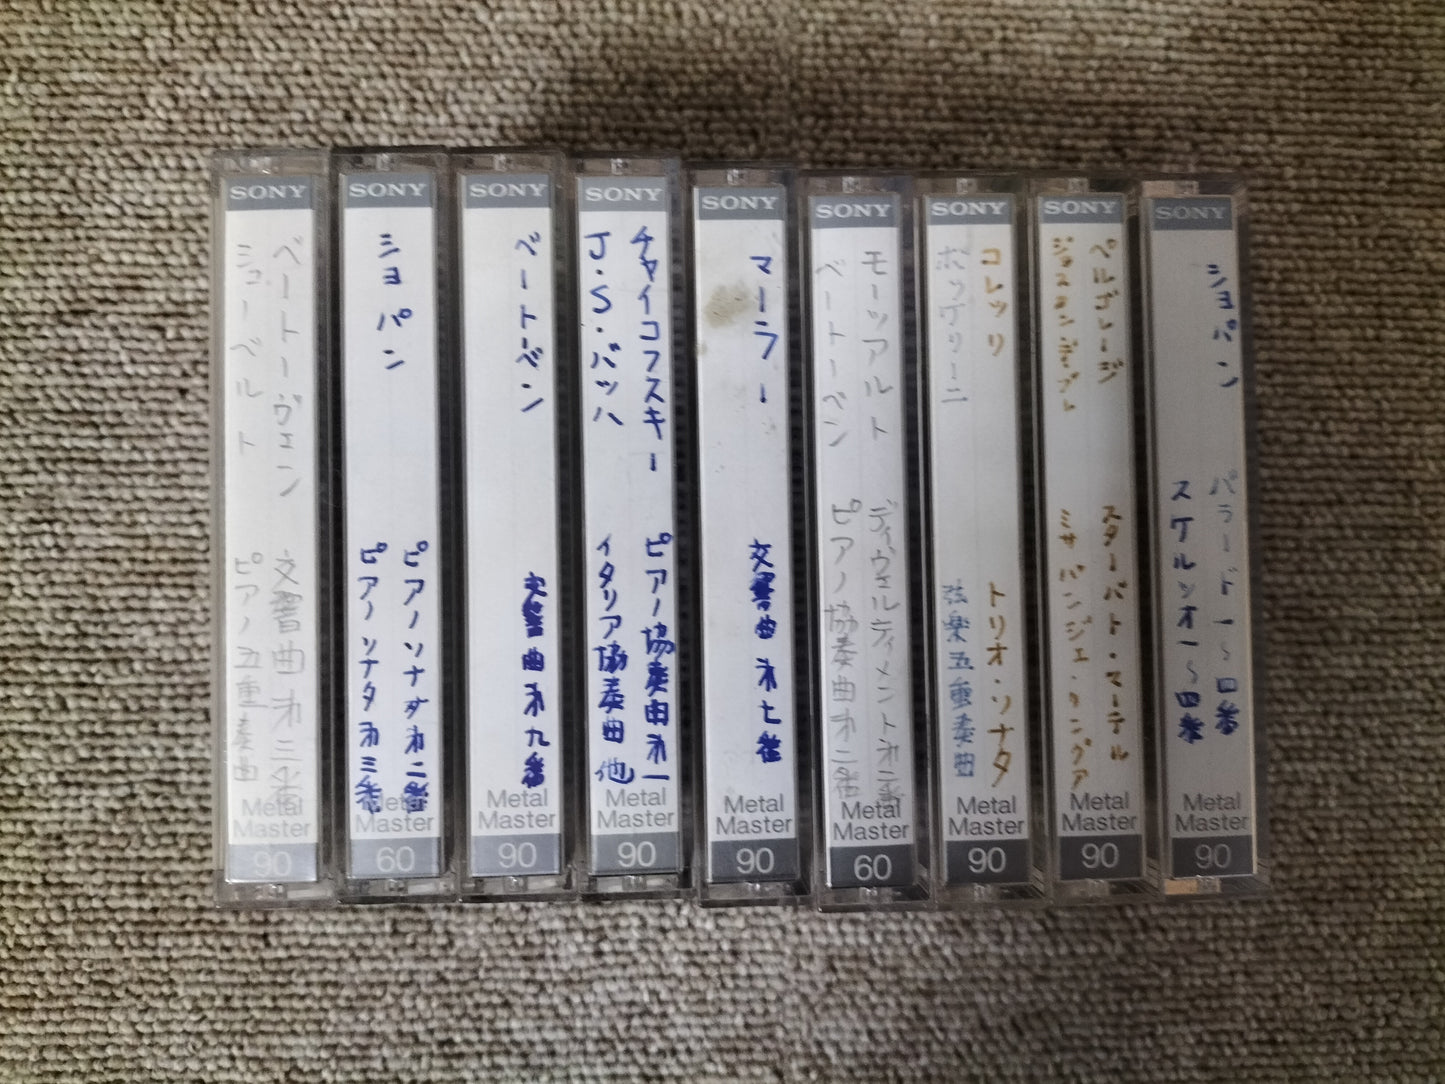 SONY
ベートーヴェン 交響曲才三番
シューベルト ピアノ五重奏曲
Metal
Master
90
SONY
ショパン ピアノソナタ才二番
ピアノソナタ才三番
Metal
Master
60
SONY
ベートーベン 交響曲才九番
Metal
Master
90
SONY
チャイコフスキー ピアノ協奏曲才一
J・S・バッハ イタリア協奏曲 他
Metal
Master
90
SONY
マーラー 交響曲 才七番
Metal
Master
90
SONY
モーツアルト ディヴェルティメント才二番
ベートーベン ピアノ協奏曲才二番
Metal
Master
60
SONY
コレッリ トリオ・ソナタ
ボッケリーニ 弦楽五重奏曲
Metal
Master
90
SONY
ペルゴレージ スターバト・マーテル
ジョスカンデプレ ミサ パンジェ・リングァ
Metal
Master
90
SONY
ショパン バラード 一～四番
スケルツオ一～四番
Metal
Master
90